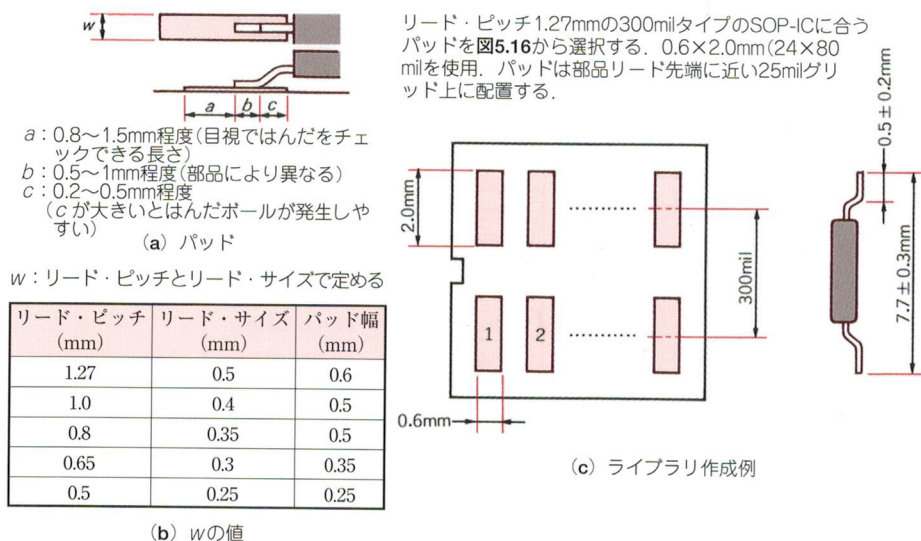 w
a
b
c
a：0.8〜1.5mm程度(目視ではんだをチェ
ックできる長さ)
b：0.5〜1mm程度(部品により異なる)
c：0.2〜0.5mm程度
(cが大きいとはんだボールが発生しや
すい)
(a) パッド
w：リード・ピッチとリード・サイズで定める
リード・ピッチ(mm) リード・サイズ(mm) パッド幅(mm)
1.27 0.5 0.6
1.0 0.4 0.5
0.8 0.35 0.5
0.65 0.3 0.35
0.5 0.25 0.25
(b) wの値
リード・ピッチ1.27mmの300milタイプのSOP-ICに合う
パッドを図5.16から選択する．0.6×2.0mm(24×80
milを使用．パッドは部品リード先端に近い25milグリ
ッド上に配置する．
2.0mm
1
2
0.6mm
300mil
0.5±0.2mm
7.7±0.3mm
(c) ライブラリ作成例